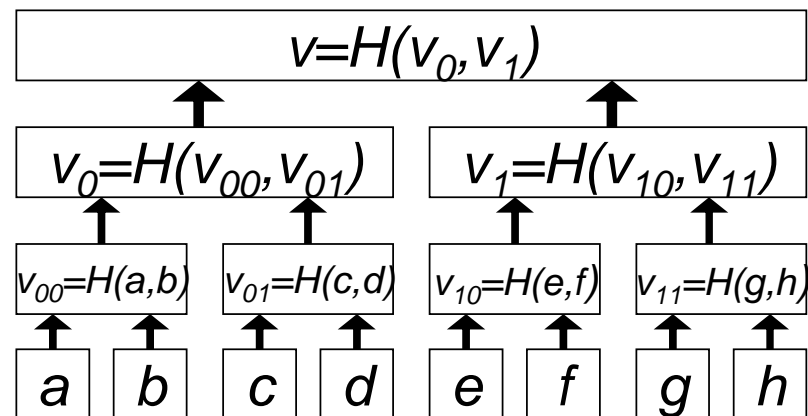 v=H(v₀,v₁)
v₀=H(v₀₀,v₀₁) v₁=H(v₁₀,v₁₁)
v₀₀=H(a,b) v₀₁=H(c,d) v₁₀=H(e,f) v₁₁=H(g,h)
a b c d e f g h